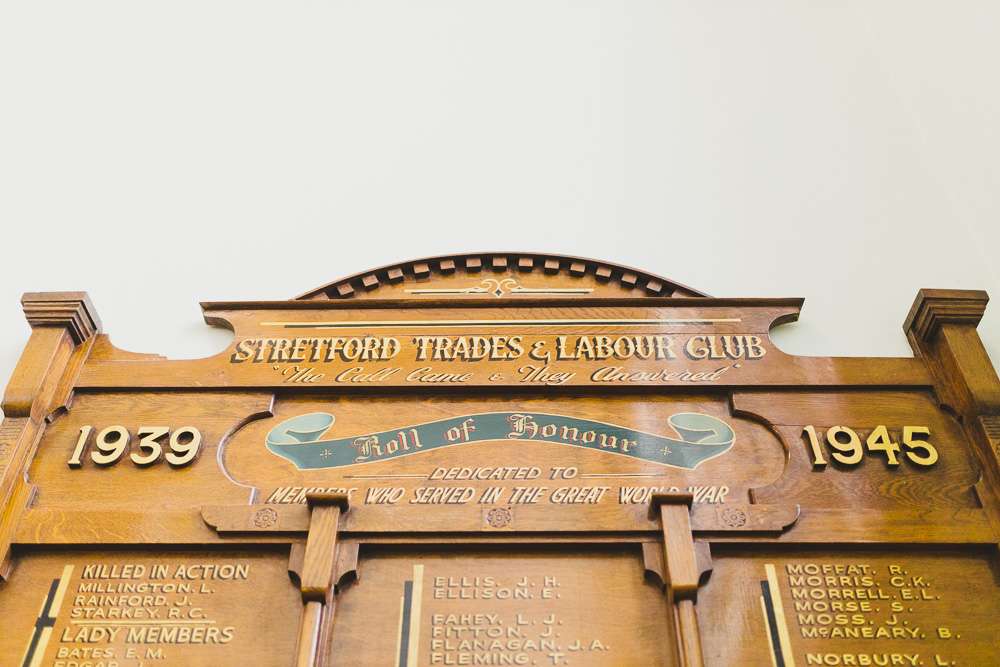 STRETFORD TRADES & LABOUR CLUB
"The Call Came & They Answered"
1939
Roll of Honour
1945
DEDICATED TO
MEMBERS WHO SERVED IN THE GREAT WORLD WAR
KILLED IN ACTION
MILLINGTON. L.
RAINFORD. J.
STARKEY. R.C.
LADY MEMBERS
BATES. E. M.
EDGAR. J.
ELLIS. J. H.
ELLISON. E.
FAHEY. L. J.
FITTON. J.
FLANAGAN. J.A.
FLEMING. T.
MOFFAT. R.
MORRIS. C.K.
MORRELL. E.L.
MORSE. S.
MOSS. J.
McANEARY. B.
NORBURY. L.